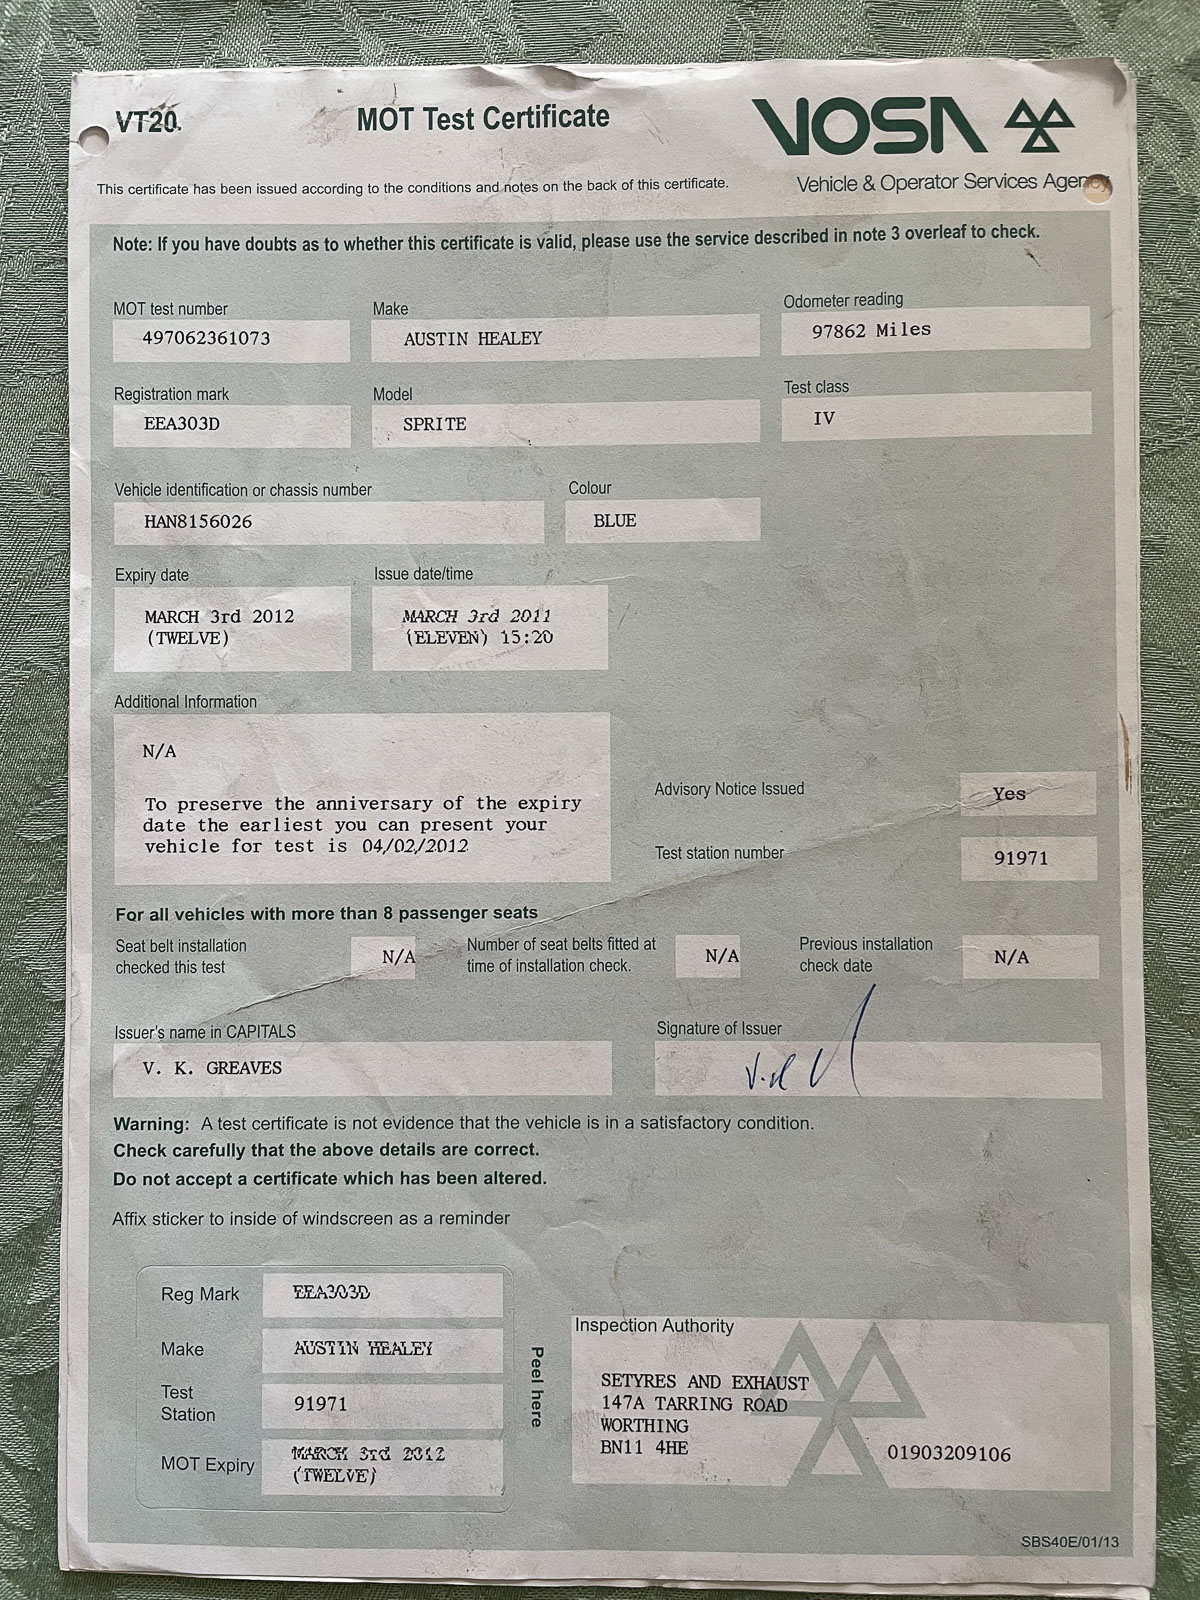 VT20.
MOT Test Certificate
VOSA
This certificate has been issued according to the conditions and notes on the back of this certificate.
Vehicle & Operator Services Agency
Note: If you have doubts as to whether this certificate is valid, please use the service described in note 3 overleaf to check.
MOT test number
Make
Odometer reading
497062361073
AUSTIN HEALEY
97862 Miles
Registration mark
Model
Test class
EEA303D
SPRITE
IV
Vehicle identification or chassis number
Colour
HAN8156026
BLUE
Expiry date
Issue date/time
MARCH 3rd 2012
(TWELVE)
MARCH 3rd 2011
(ELEVEN) 15:20
Additional Information
N/A
To preserve the anniversary of the expiry
date the earliest you can present your
vehicle for test is 04/02/2012
Advisory Notice Issued
Yes
Test station number
91971
For all vehicles with more than 8 passenger seats
Seat belt installation
checked this test
N/A
Number of seat belts fitted at
time of installation check.
N/A
Previous installation
check date
N/A
Issuer's name in CAPITALS
V. K. GREAVES
Signature of Issuer
Warning: A test certificate is not evidence that the vehicle is in a satisfactory condition.
Check carefully that the above details are correct.
Do not accept a certificate which has been altered.
Affix sticker to inside of windscreen as a reminder
Reg Mark
EEA303D
Make
AUSTIN HEALEY
Test
Station
91971
MOT Expiry
MARCH 3rd 2012
(TWELVE)
Peel here
Inspection Authority
SETYRES AND EXHAUST
147A TARRING ROAD
WORTHING
BN11 4HE
01903209106
SBS40E/01/13